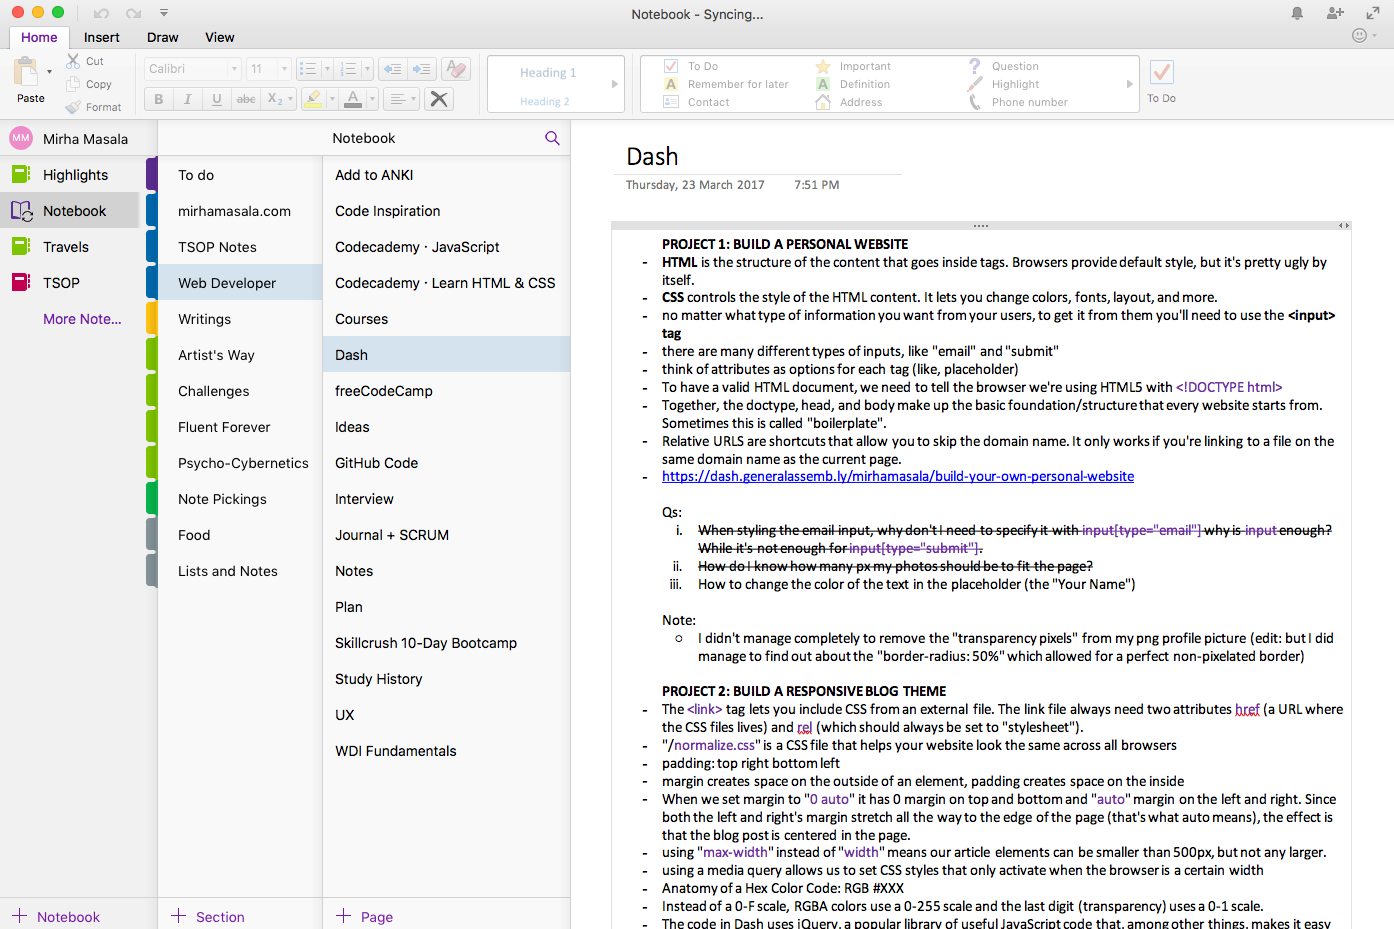 Notebook - Syncing...
Home Insert Draw View
Paste
Cut
Copy
Format
Calibri 11
B I U abc X₂ A
Heading 1
Heading 2
To Do Important Question
A Remember for later A Definition Highlight
Contact Address Phone number
To Do
MM Mirha Masala
Highlights
Notebook
Travels
TSOP
More Note...
To do
mirhamasala.com
TSOP Notes
Web Developer
Writings
Artist's Way
Challenges
Fluent Forever
Psycho-Cybernetics
Note Pickings
Food
Lists and Notes
Notebook
Add to ANKI
Code Inspiration
Codecademy · JavaScript
Codecademy · Learn HTML & CSS
Courses
Dash
freeCodeCamp
Ideas
GitHub Code
Interview
Journal + SCRUM
Notes
Plan
Skillcrush 10-Day Bootcamp
Study History
UX
WDI Fundamentals
+ Notebook
+ Section
+ Page
Dash
Thursday, 23 March 2017 7:51 PM
PROJECT 1: BUILD A PERSONAL WEBSITE
- HTML is the structure of the content that goes inside tags. Browsers provide default style, but it's pretty ugly by
itself.
- CSS controls the style of the HTML content. It lets you change colors, fonts, layout, and more.
- no matter what type of information you want from your users, to get it from them you'll need to use the <input>
tag
- there are many different types of inputs, like "email" and "submit"
- think of attributes as options for each tag (like, placeholder)
- To have a valid HTML document, we need to tell the browser we're using HTML5 with <!DOCTYPE html>
- Together, the doctype, head, and body make up the basic foundation/structure that every website starts from.
Sometimes this is called "boilerplate".
- Relative URLS are shortcuts that allow you to skip the domain name. It only works if you're linking to a file on the
same domain name as the current page.
- https://dash.generalassemb.ly/mirhamasala/build-your-own-personal-website
Qs:
i. When styling the email input, why don't I need to specify it with input[type="email"] why is input enough?
While it's not enough for input[type="submit"].
ii. How do I know how many px my photos should be to fit the page?
iii. How to change the color of the text in the placeholder (the "Your Name")
Note:
o I didn't manage completely to remove the "transparency pixels" from my png profile picture (edit: but I did
manage to find out about the "border-radius: 50%" which allowed for a perfect non-pixelated border)
PROJECT 2: BUILD A RESPONSIVE BLOG THEME
- The <link> tag lets you include CSS from an external file. The link file always need two attributes href (a URL where
the CSS files lives) and rel (which should always be set to "stylesheet").
- "/normalize.css" is a CSS file that helps your website look the same across all browsers
- padding: top right bottom left
- margin creates space on the outside of an element, padding creates space on the inside
- When we set margin to "0 auto" it has 0 margin on top and bottom and "auto" margin on the left and right. Since
both the left and right's margin stretch all the way to the edge of the page (that's what auto means), the effect is
that the blog post is centered in the page.
- using "max-width" instead of "width" means our article elements can be smaller than 500px, but not any larger.
- using a media query allows us to set CSS styles that only activate when the browser is a certain width
- Anatomy of a Hex Color Code: RGB #XXX
- Instead of a 0-F scale, RGBA colors use a 0-255 scale and the last digit (transparency) uses a 0-1 scale.
- The code in Dash uses jQuery, a popular library of useful JavaScript code that, among other things, makes it easy